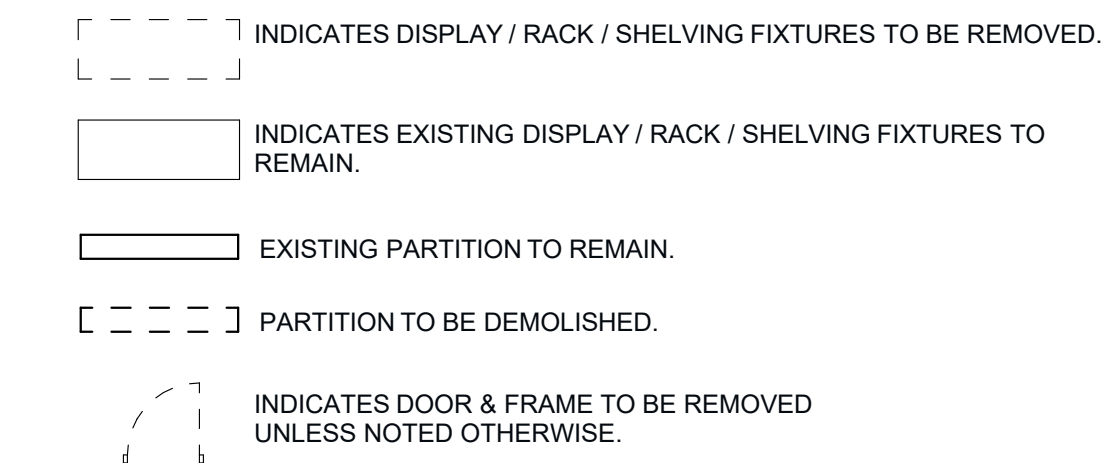 INDICATES DISPLAY / RACK / SHELVING FIXTURES TO BE REMOVED.
INDICATES EXISTING DISPLAY / RACK / SHELVING FIXTURES TO
REMAIN.
EXISTING PARTITION TO REMAIN.
PARTITION TO BE DEMOLISHED.
INDICATES DOOR & FRAME TO BE REMOVED
UNLESS NOTED OTHERWISE.